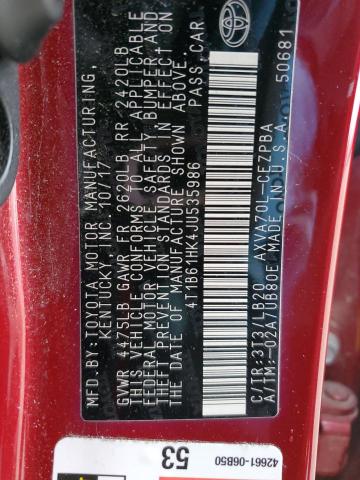 MFD. BY: TOYOTA MOTOR MANUFACTURING,
KENTUCKY, INC. 10/17
GVWR 4475LB GAWR FR 2620LB RR 2420LB
THIS VEHICLE CONFORMS TO ALL APPLICABLE
FEDERAL MOTOR VEHICLE SAFETY, BUMPER, AND
THEFT PREVENTION STANDARDS IN EFFECT ON
THE DATE OF MANUFACTURE SHOWN ABOVE.
4T1B61HK4JU535986 PASS. CAR
TOYOTA
C/TR:3T3/LB20 AXVA70L-CEZPBA
A/TM:-02A/UB80E U.S.A. 50681
42661-06B50
53